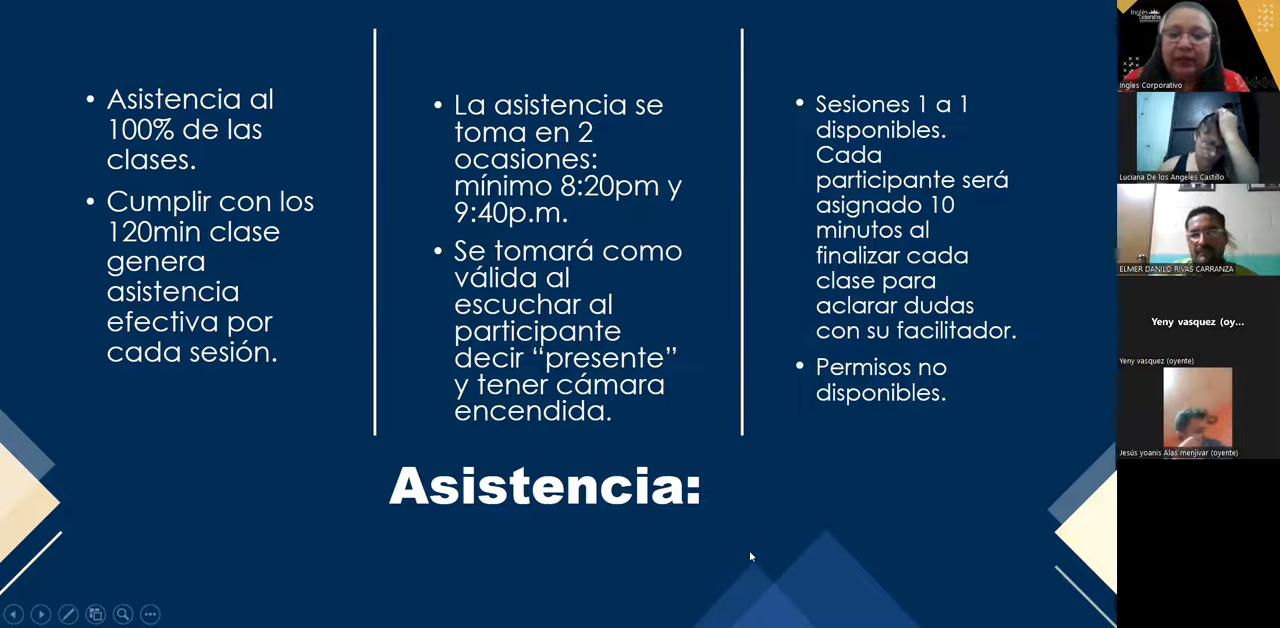 • Asistencia al
100% de las
clases.
• Cumplir con los
120min clase
genera
asistencia
efectiva por
cada sesión.
• La asistencia se
toma en 2
ocasiones:
mínimo 8:20pm y
9:40p.m.
• Se tomará como
válida al
escuchar al
participante
decir “presente”
y tener cámara
encendida.
• Sesiones 1 a 1
disponibles.
Cada
participante será
asignado 10
minutos al
finalizar cada
clase para
aclarar dudas
con su facilitador.
• Permisos no
disponibles.
Asistencia:
Inglés
Corporativo
Ingles Corporativo
Luciana De los Angeles Castillo
ELMER DANILO RIVAS CARRANZA
Yeny vasquez (oy...
Yeny vasquez (oyente)
Jesús yoanis Alas menjivar (oyente)